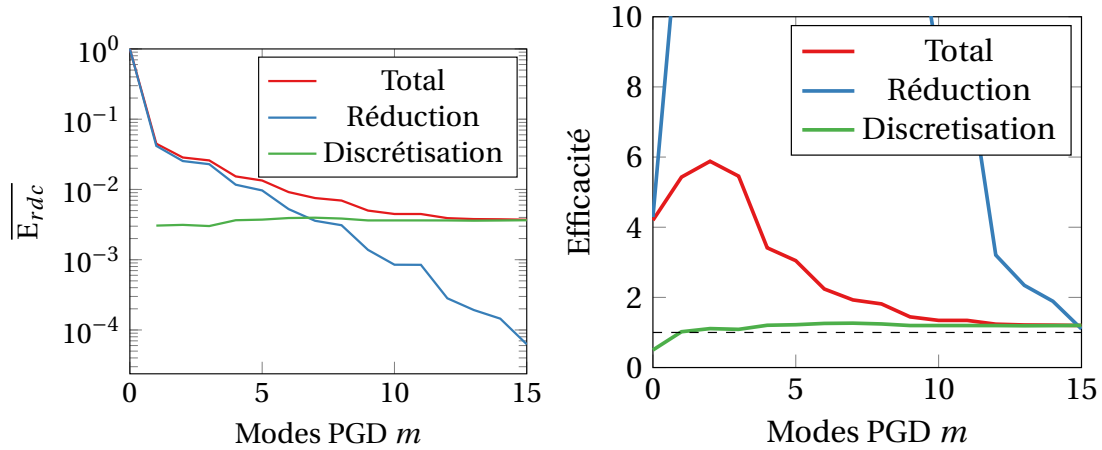 10^0
10^-1
10^-2
10^-3
10^-4
0
5
10
15
E_rdc
Modes PGD m
Total
Réduction
Discrétisation
10
8
6
4
2
0
0
5
10
15
Efficacité
Modes PGD m
Total
Réduction
Discretisation